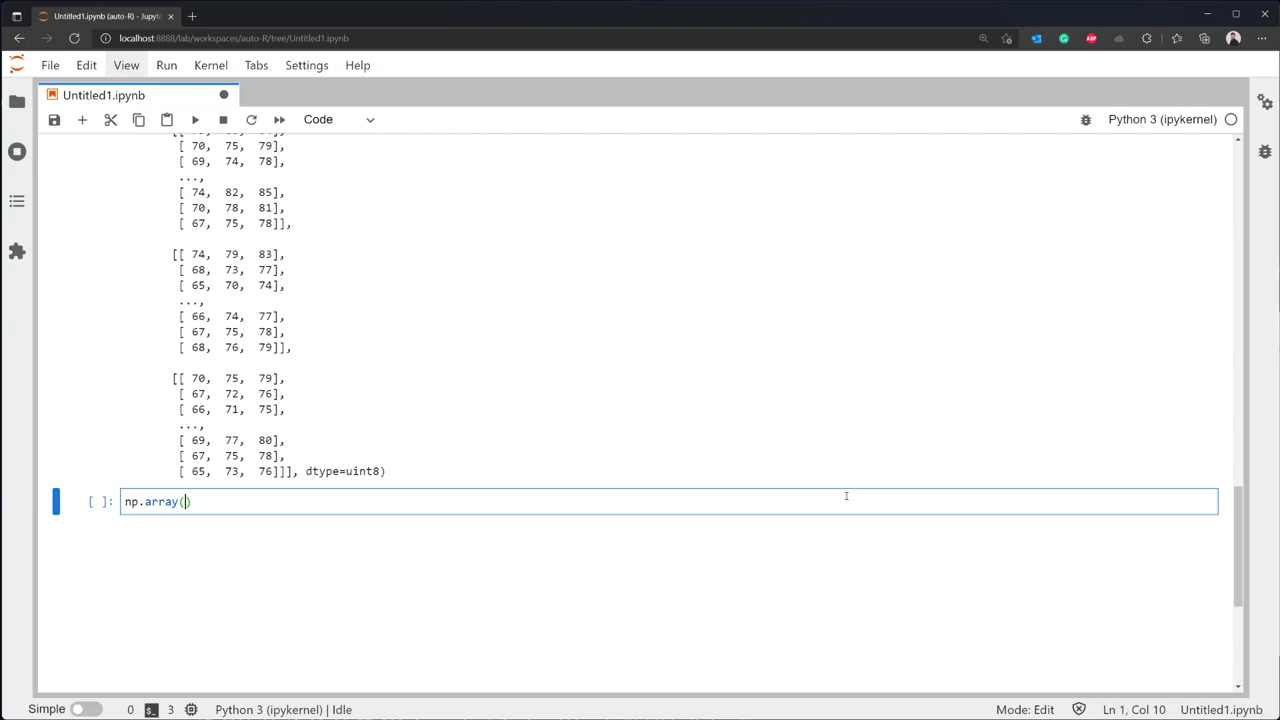 Untitled1.ipynb (auto-R) - Jupyte
localhost:8888/lab/workspaces/auto-R/tree/Untitled1.ipynb
File Edit View Run Kernel Tabs Settings Help
Untitled1.ipynb
Code Python 3 (ipykernel)
[ 70, 75, 79],
[ 69, 74, 78],
...,
[ 74, 82, 85],
[ 70, 78, 81],
[ 67, 75, 78]],
[[ 74, 79, 83],
[ 68, 73, 77],
[ 65, 70, 74],
...,
[ 66, 74, 77],
[ 67, 75, 78],
[ 68, 76, 79]],
[[ 70, 75, 79],
[ 67, 72, 76],
[ 66, 71, 75],
...,
[ 69, 77, 80],
[ 67, 75, 78],
[ 65, 73, 76]]], dtype=uint8)
[ ]: np.array()
Simple 0 3 Python 3 (ipykernel) | Idle Mode: Edit Ln 1, Col 10 Untitled1.ipynb